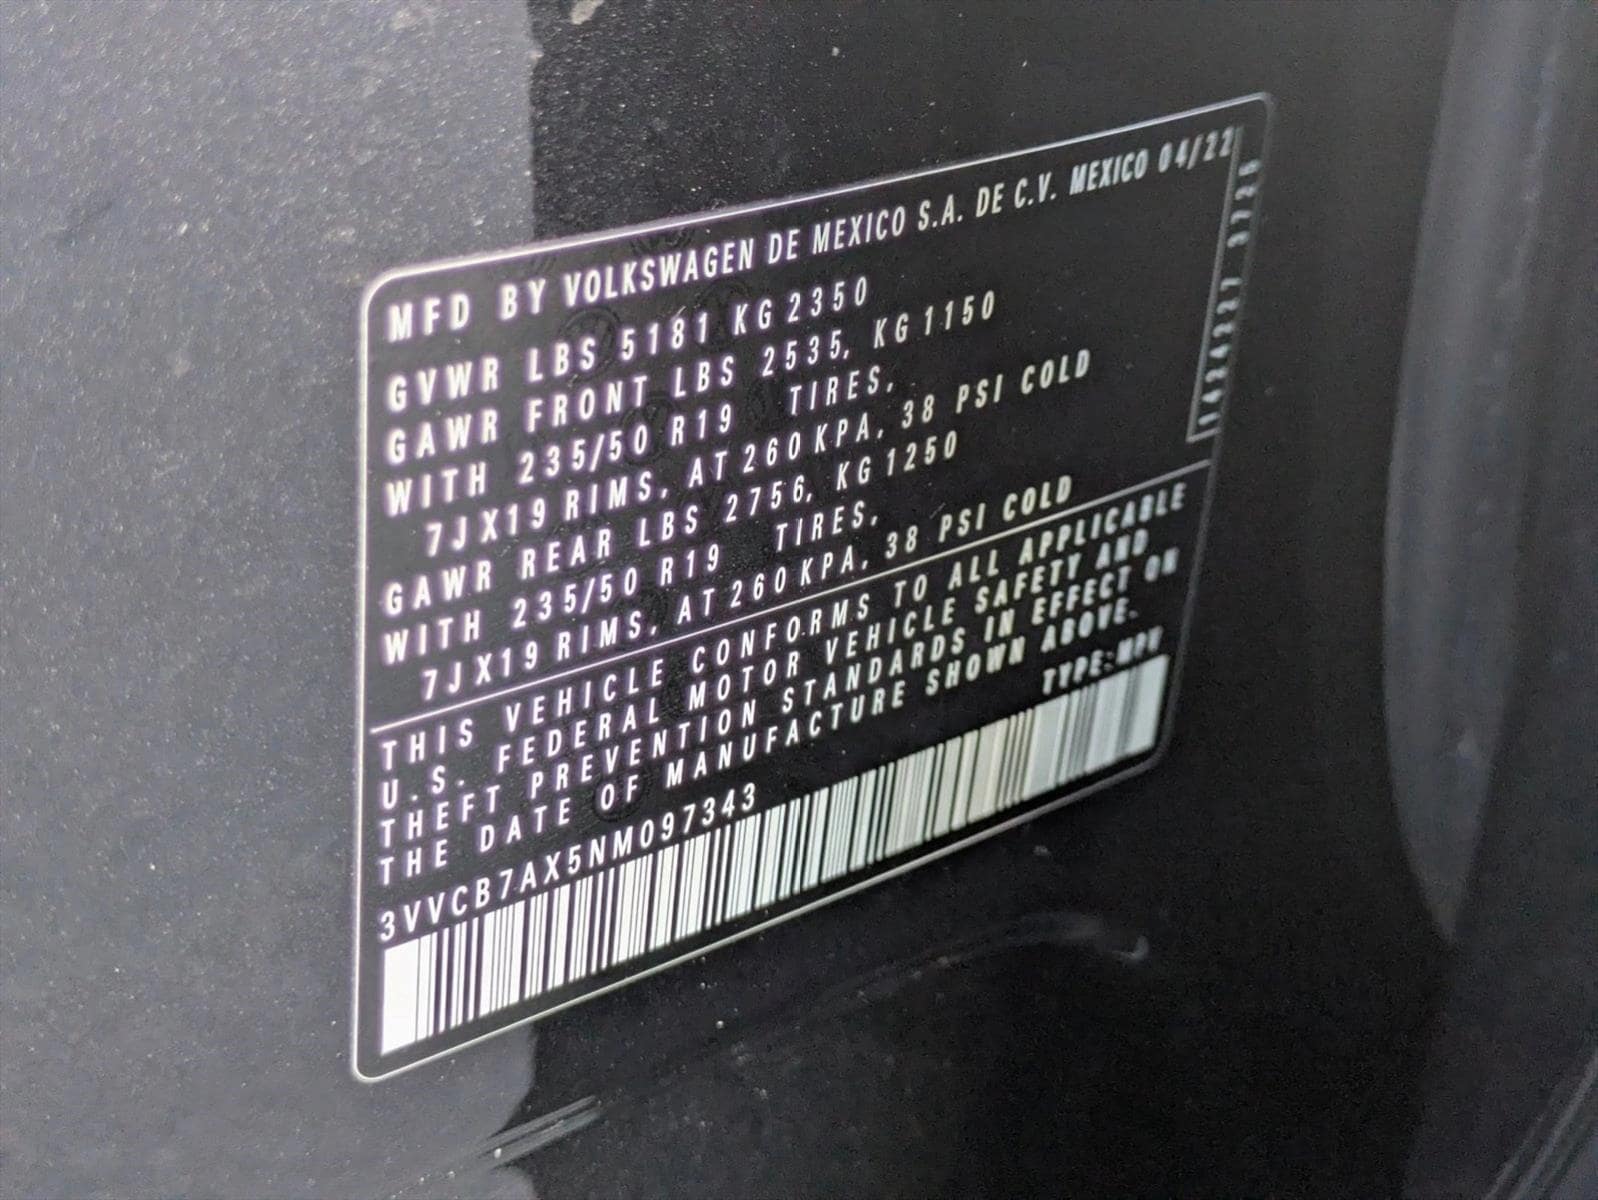 MFD BY VOLKSWAGEN DE MEXICO S.A. DE C.V. MEXICO 04/22
GVWR LBS 5181 KG 2350
GAWR FRONT LBS 2535, KG 1150
WITH 235/50 R19 TIRES,
7JX19 RIMS, AT 260 KPA, 38 PSI COLD
GAWR REAR LBS 2756, KG 1250
WITH 235/50 R19 TIRES,
7JX19 RIMS, AT 260 KPA, 38 PSI COLD
THIS VEHICLE CONFORMS TO ALL APPLICABLE
U.S. FEDERAL MOTOR VEHICLE SAFETY AND
THEFT PREVENTION STANDARDS IN EFFECT ON
THE DATE OF MANUFACTURE SHOWN ABOVE.
TYPE: MPV
3VVCB7AX5NM097343